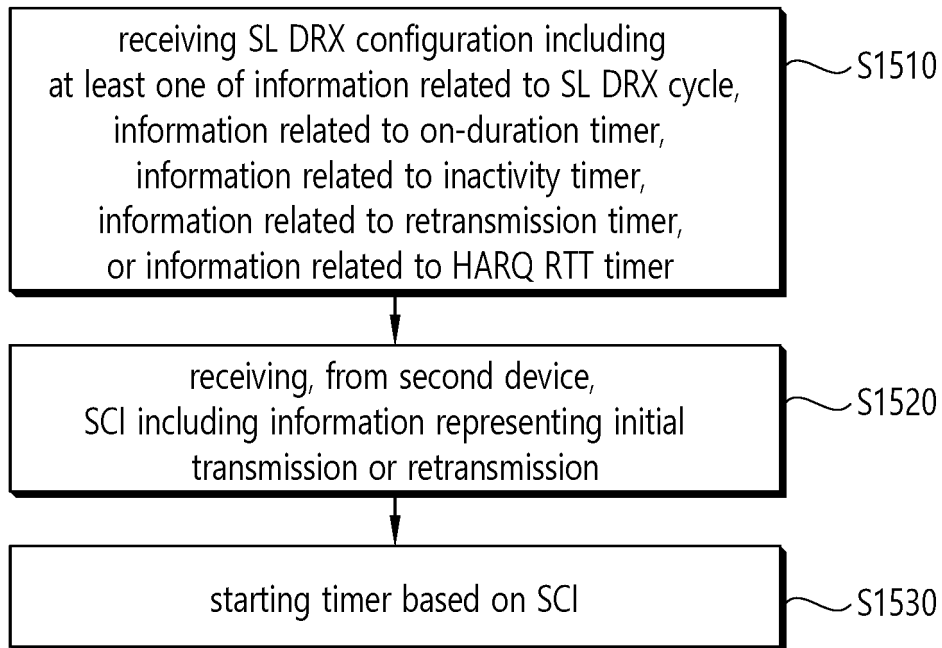 receiving SL DRX configuration including
at least one of information related to SL DRX cycle,
information related to on-duration timer,
information related to inactivity timer,
information related to retransmission timer,
or information related to HARQ RTT timer
S1510
receiving, from second device,
SCI including information representing initial
transmission or retransmission
S1520
starting timer based on SCI
S1530